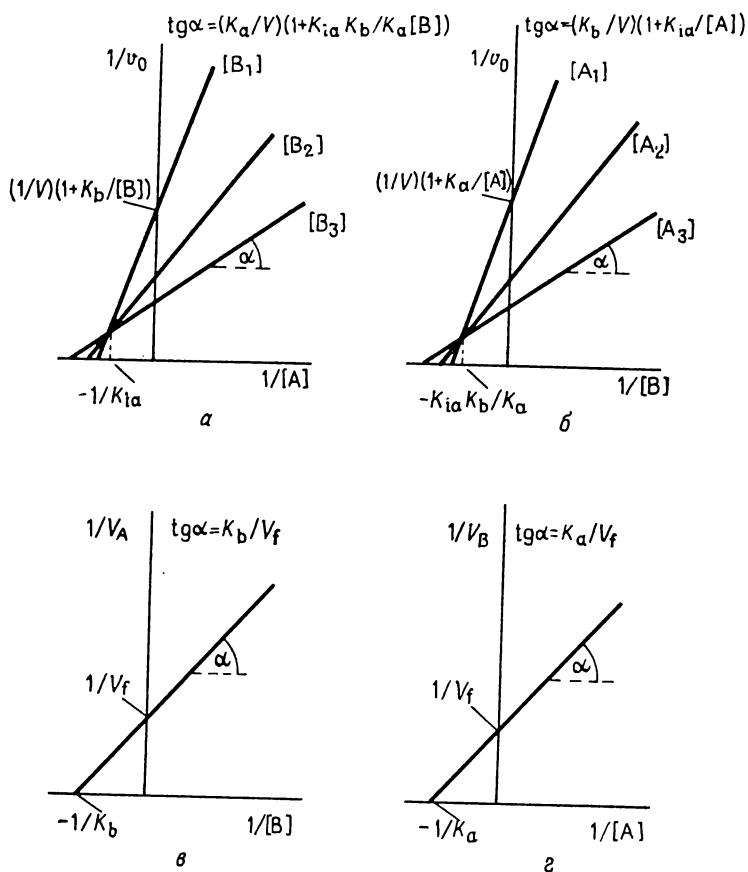 tgα=(Ka/V)(1+KiaKb/Ka[B])
1/v0
[B1]
[B2]
(1/V)(1+Kb/[B])
[B3]
α
1/[A]
-1/Kia
а
tgα=(Kb/V)(1+Kia/[A])
1/v0
[A1]
[A2]
(1/V)(1+Ka/[A])
[A3]
α
1/[B]
-KiaKb/Ka
б
1/VA
tgα=Kb/Vf
α
1/Vf
-1/Kb
1/[B]
в
1/VB
tgα=Ka/Vf
α
1/Vf
-1/Ka
1/[A]
г